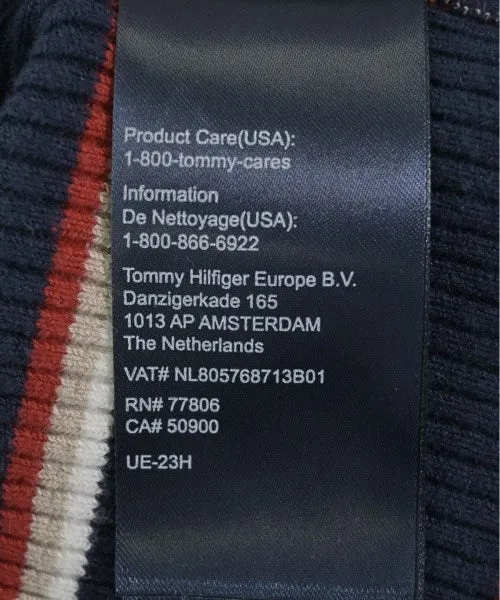 Product Care(USA):
1-800-tommy-cares
Information
De Nettoyage(USA):
1-800-866-6922
Tommy Hilfiger Europe B.V.
Danzigerkade 165
1013 AP AMSTERDAM
The Netherlands
VAT# NL805768713B01
RN# 77806
CA# 50900
UE-23H